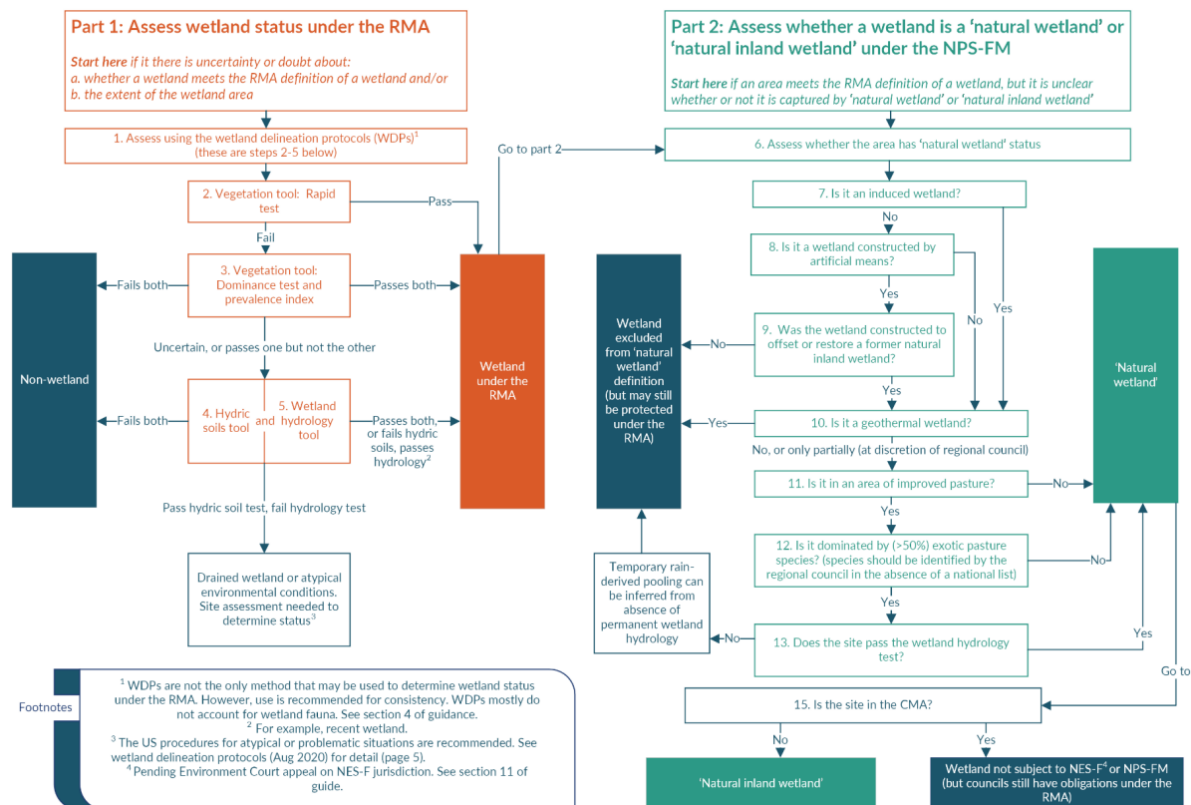 Part 1: Assess wetland status under the RMA
Start here if it there is uncertainty or doubt about:
a. whether a wetland meets the RMA definition of a wetland and/or
b. the extent of the wetland area
1. Assess using the wetland delineation protocols (WDPs)1
(these are steps 2-5 below)
2. Vegetation tool: Rapid
test
Pass
Fail
3. Vegetation tool:
Dominance test and
prevalence index
Fails both
Passes both
Non-wetland
Uncertain, or passes one but not the other
4. Hydric
soils tool
and
5. Wetland
hydrology
tool
Fails both
Passes both,
or fails hydric
soils, passes
hydrology2
Wetland
under the
RMA
Pass hydric soil test, fail hydrology test
Drained wetland or atypical
environmental conditions.
Site assessment needed to
determine status3
Footnotes
1 WDPs are not the only method that may be used to determine wetland status
under the RMA. However, use is recommended for consistency. WDPs mostly do
not account for wetland fauna. See section 4 of guidance.
2 For example, recent wetland.
3 The US procedures for atypical or problematic situations are recommended. See
wetland delineation protocols (Aug 2020) for detail (page 5).
4 Pending Environment Court appeal on NES-F jurisdiction. See section 11 of
guide.
Go to part 2
Part 2: Assess whether a wetland is a ‘natural wetland’ or
‘natural inland wetland’ under the NPS-FM
Start here if an area meets the RMA definition of a wetland, but it is unclear
whether or not it is captured by ‘natural wetland’ or ‘natural inland wetland’
6. Assess whether the area has ‘natural wetland’ status
7. Is it an induced wetland?
No
Yes
8. Is it a wetland constructed by
artificial means?
Yes
No
9. Was the wetland constructed to
offset or restore a former natural
inland wetland?
No
Yes
Wetland
excluded
from ‘natural
wetland’
definition
(but may still
be protected
under the
RMA)
10. Is it a geothermal wetland?
Yes
No, or only partially (at discretion of regional council)
11. Is it in an area of improved pasture?
No
Yes
‘Natural
wetland’
12. Is it dominated by (>50%) exotic pasture
species? (species should be identified by the
regional council in the absence of a national list)
No
Yes
Temporary rain-
derived pooling can
be inferred from
absence of
permanent wetland
hydrology
13. Does the site pass the wetland hydrology
test?
No
Yes
Go to
15. Is the site in the CMA?
No
Yes
‘Natural inland wetland’
Wetland not subject to NES-F4 or NPS-FM
(but councils still have obligations under the
RMA)